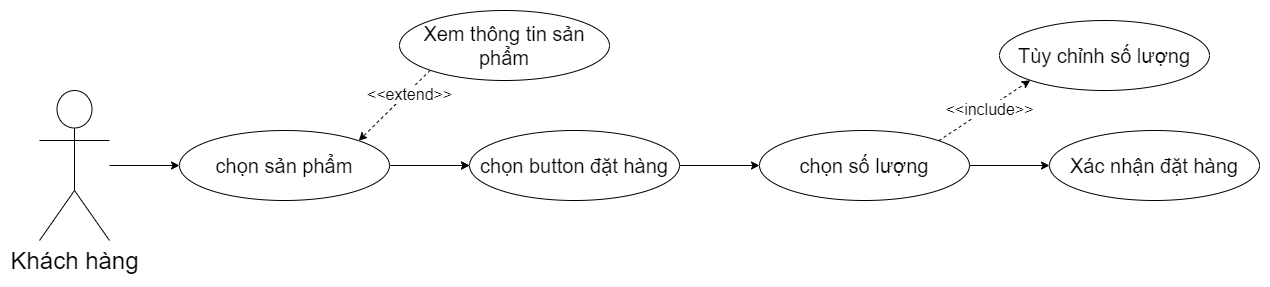 Xem thông tin sản
phẩm
Tùy chỉnh số lượng
<<extend>>
<<include>>
chọn sản phẩm
chọn button đặt hàng
chọn số lượng
Xác nhận đặt hàng
Khách hàng